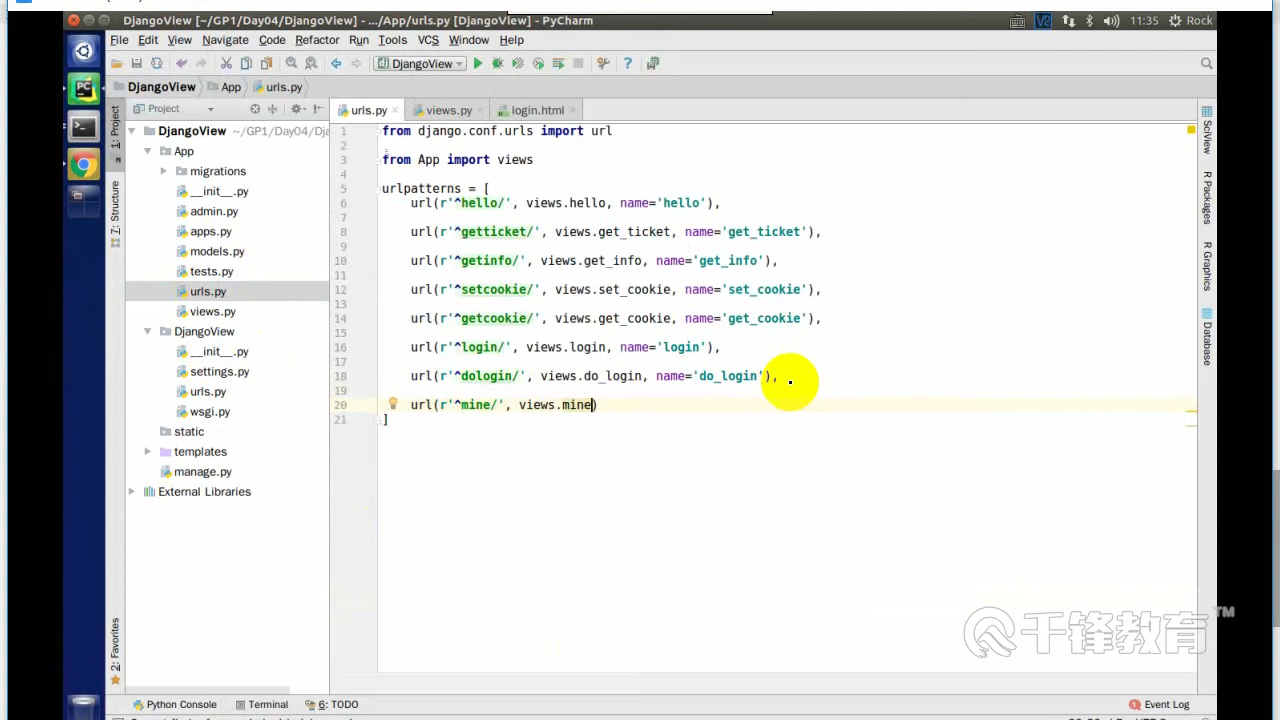 DjangoView [~/GP1/Day04/DjangoView] - .../App/urls.py [DjangoView] - PyCharm
11:35 Rock
File Edit View Navigate Code Refactor Run Tools VCS Window Help
DjangoView
DjangoView App urls.py
Project
urls.py views.py login.html
1: Project
7: Structure
2: Favorites
DjangoView ~/GP1/Day04/Dja
App
migrations
__init__.py
admin.py
apps.py
models.py
tests.py
urls.py
views.py
DjangoView
__init__.py
settings.py
urls.py
wsgi.py
static
templates
manage.py
External Libraries
1 from django.conf.urls import url
2
3 from App import views
4
5 urlpatterns = [
6 url(r'^hello/', views.hello, name='hello'),
7
8 url(r'^getticket/', views.get_ticket, name='get_ticket'),
9
10 url(r'^getinfo/', views.get_info, name='get_info'),
11
12 url(r'^setcookie/', views.set_cookie, name='set_cookie'),
13
14 url(r'^getcookie/', views.get_cookie, name='get_cookie'),
15
16 url(r'^login/', views.login, name='login'),
17
18 url(r'^dologin/', views.do_login, name='do_login'),
19
20 url(r'^mine/', views.mine)
21 ]
SciView
R Packages
R Graphics
Database
千锋教育 TM
Python Console Terminal 6: TODO Event Log